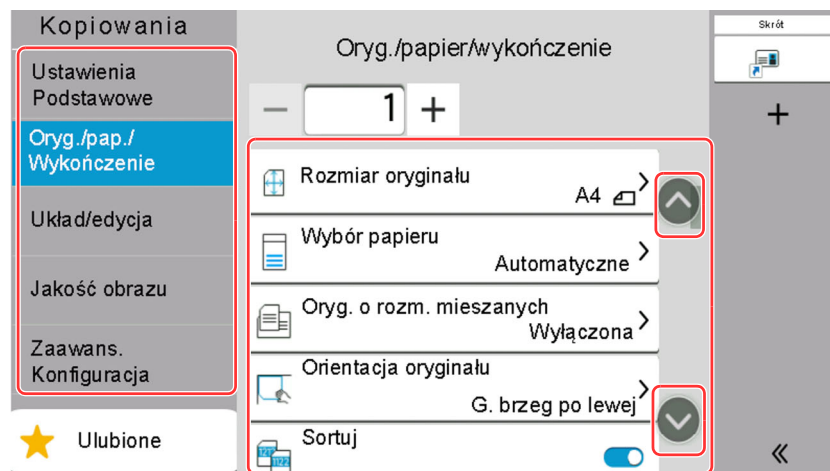 Kopiowania
Ustawienia
Podstawowe
Oryg./pap./
Wykończenie
Układ/edycja
Jakość obrazu
Zaawans.
Konfiguracja
Ulubione
Oryg./papier/wykończenie
1
Rozmiar oryginału
A4
Wybór papieru
Automatyczne
Oryg. o rozm. mieszanych
Wyłączona
Orientacja oryginału
G. brzeg po lewej
Sortuj
Skrót